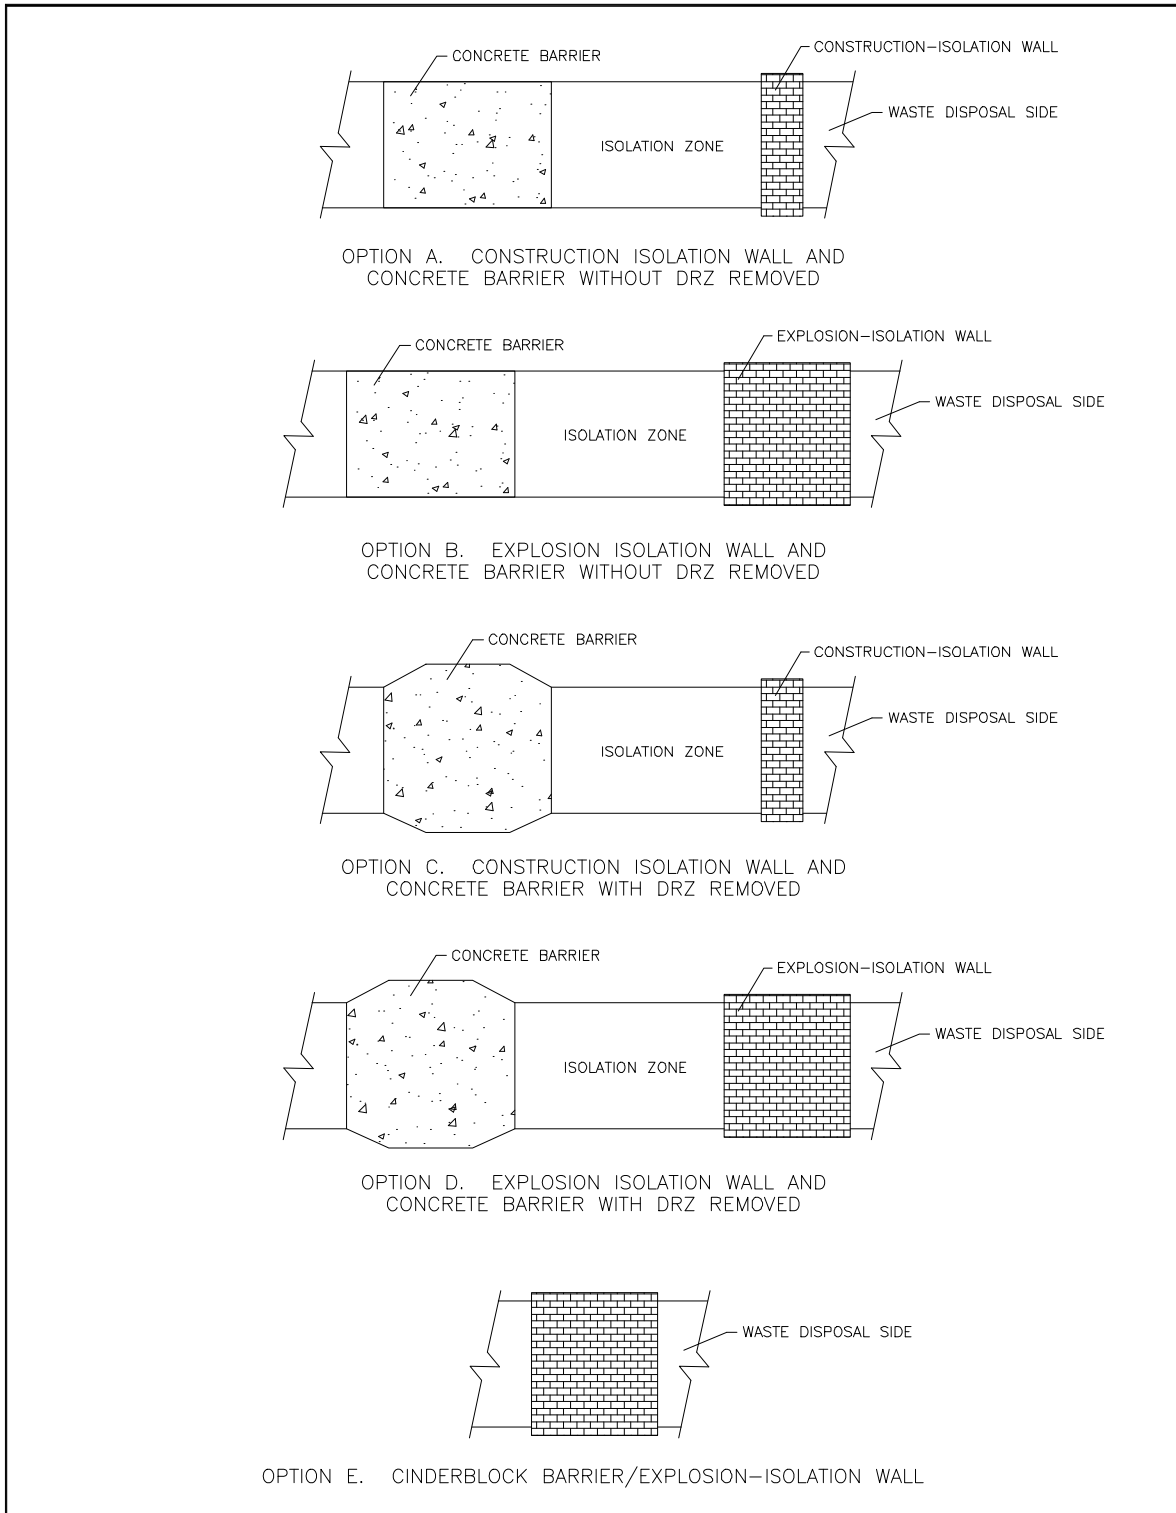 CONCRETE BARRIER
CONSTRUCTION-ISOLATION WALL
WASTE DISPOSAL SIDE
ISOLATION ZONE
OPTION A. CONSTRUCTION ISOLATION WALL AND
CONCRETE BARRIER WITHOUT DRZ REMOVED
CONCRETE BARRIER
EXPLOSION-ISOLATION WALL
WASTE DISPOSAL SIDE
ISOLATION ZONE
OPTION B. EXPLOSION ISOLATION WALL AND
CONCRETE BARRIER WITHOUT DRZ REMOVED
CONCRETE BARRIER
CONSTRUCTION-ISOLATION WALL
WASTE DISPOSAL SIDE
ISOLATION ZONE
OPTION C. CONSTRUCTION ISOLATION WALL AND
CONCRETE BARRIER WITH DRZ REMOVED
CONCRETE BARRIER
EXPLOSION-ISOLATION WALL
WASTE DISPOSAL SIDE
ISOLATION ZONE
OPTION D. EXPLOSION ISOLATION WALL AND
CONCRETE BARRIER WITH DRZ REMOVED
WASTE DISPOSAL SIDE
OPTION E. CINDERBLOCK BARRIER/EXPLOSION-ISOLATION WALL